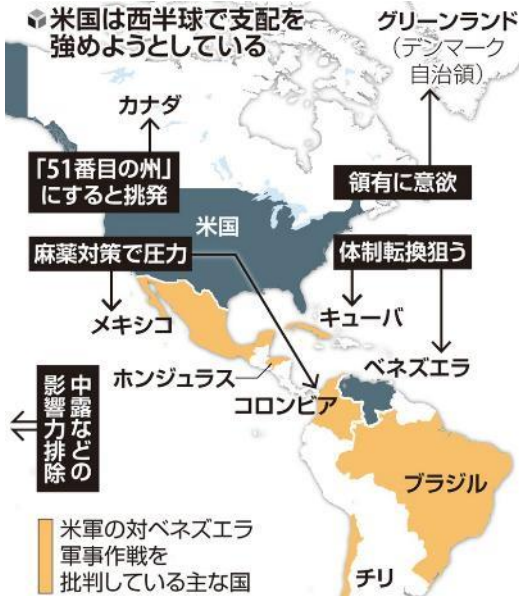 米国は西半球で支配を
強めようとしている
グリーンランド
(デンマーク
自治領)
カナダ
「51番目の州」
にすると挑発
領有に意欲
米国
麻薬対策で圧力
体制転換狙う
メキシコ
キューバ
ベネズエラ
ホンジュラス
コロンビア
中露などの
影響力排除
ブラジル
米軍の対ベネズエラ
軍事作戦を
批判している主な国
チリ